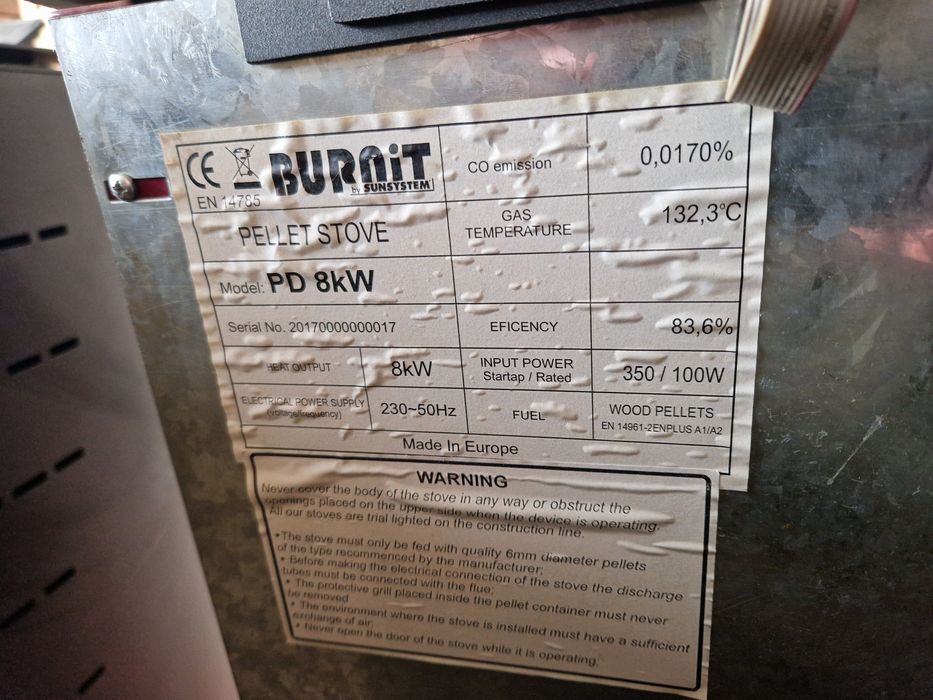 CE
EN 14785
BURNiT
by SUNSYSTEM
CO emission
0,0170%
PELLET STOVE
GAS
TEMPERATURE
132,3°C
Model: PD 8kW
Serial No. 20170000000017
EFICENCY
83,6%
HEAT OUTPUT
8kW
INPUT POWER
Startap / Rated
350 / 100W
ELECTRICAL POWER SUPPLY
(voltage/frequency)
230~50Hz
FUEL
WOOD PELLETS
EN 14961-2ENPLUS A1/A2
Made In Europe
WARNING
Never cover the body of the stove in any way or obstruct the
openings placed on the upper side when the device is operating.
All our stoves are trial lighted on the construction line.
•The stove must only be fed with quality 6mm diameter pellets
of the type recommenced by the manufacturer;
• Before making the electrical connection of the stove the discharge
tubes must be connected with the flue;
• The protective grill placed inside the pellet container must never
be removed
• The environment where the stove is installed must have a sufficient
exchange of air;
• Never open the door of the stove while it is operating;